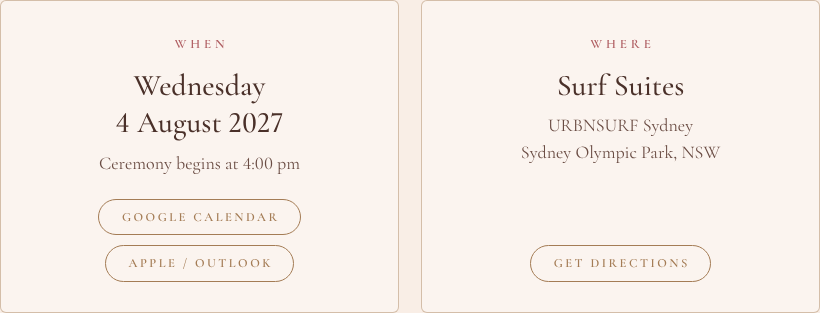 WHEN
Wednesday
4 August 2027
Ceremony begins at 4:00 pm
GOOGLE CALENDAR
APPLE / OUTLOOK
WHERE
Surf Suites
URBNSURF Sydney
Sydney Olympic Park, NSW
GET DIRECTIONS